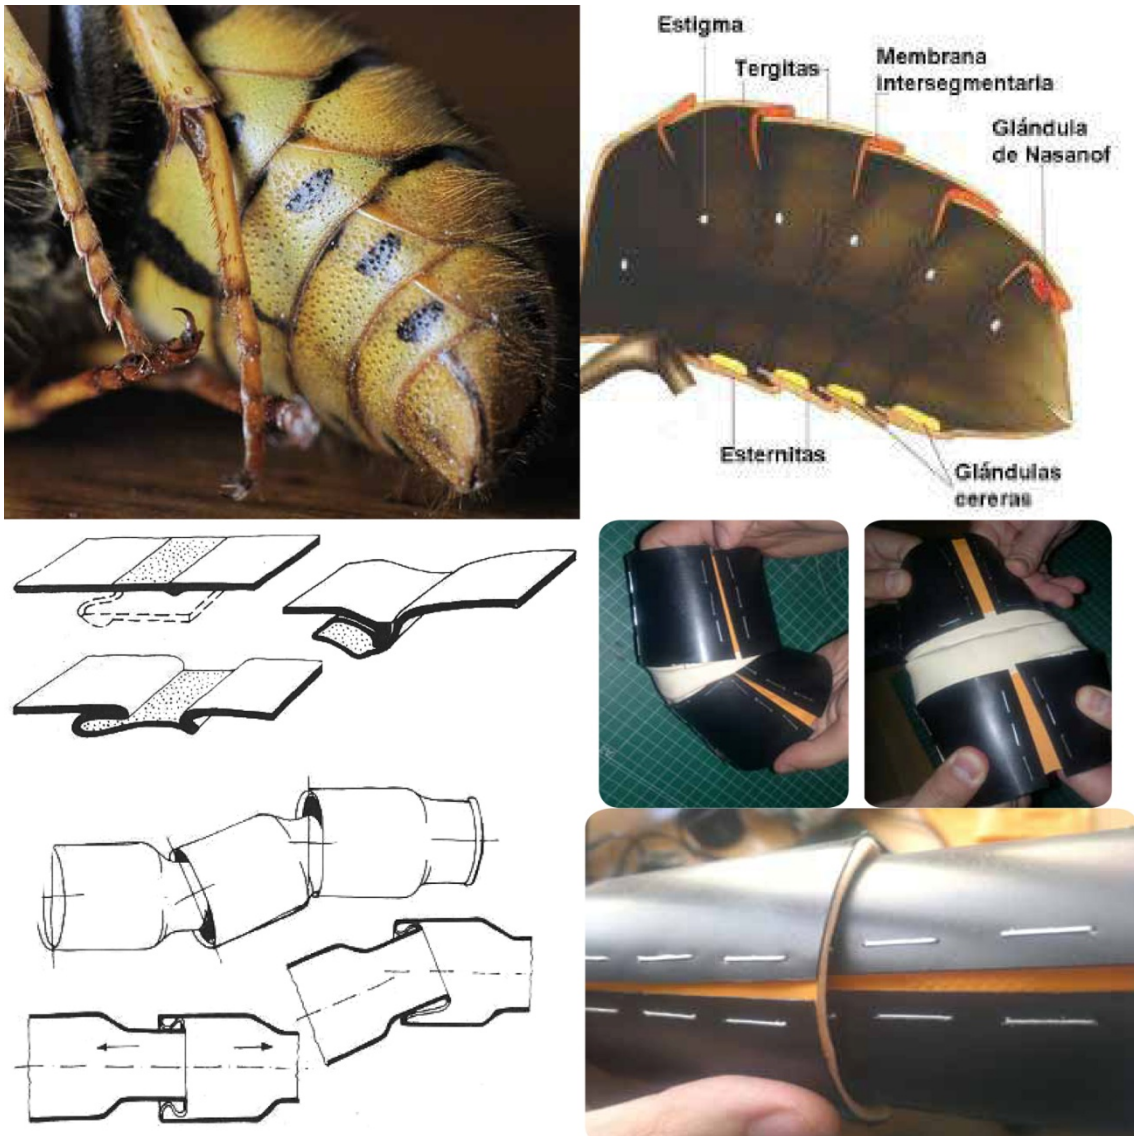 Estigma
Tergitas
Membrana
intersegmentaria
Glándula
de Nasanof
Esternitas
Glándulas
cereras